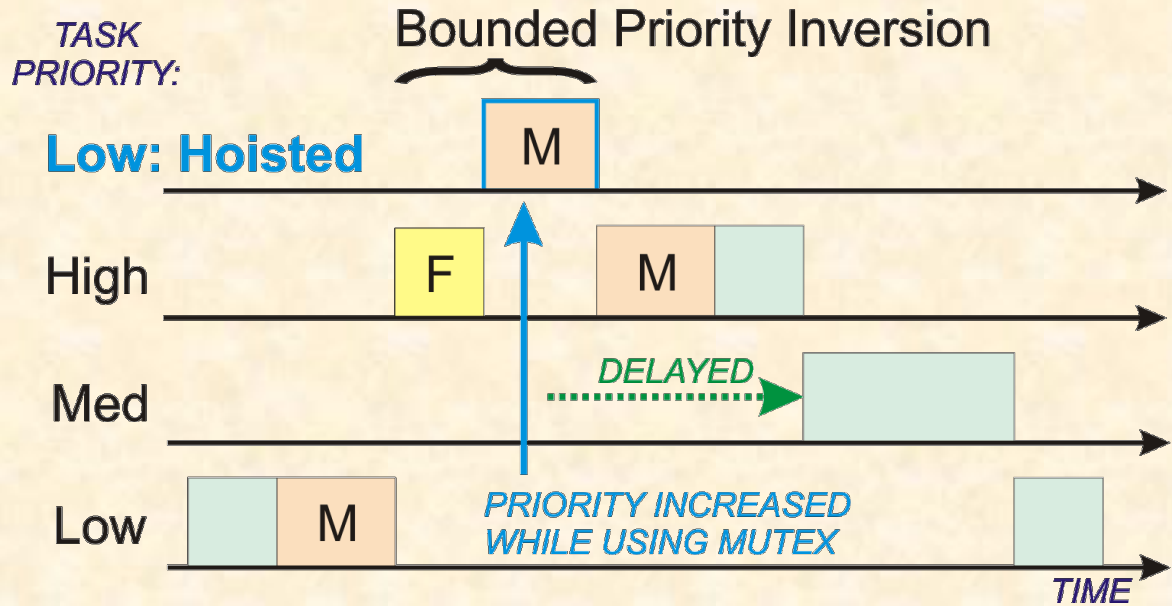 TASK
PRIORITY:
Bounded Priority Inversion
Low: Hoisted
M
High
F
M
Med
DELAYED
Low
M
PRIORITY INCREASED
WHILE USING MUTEX
TIME